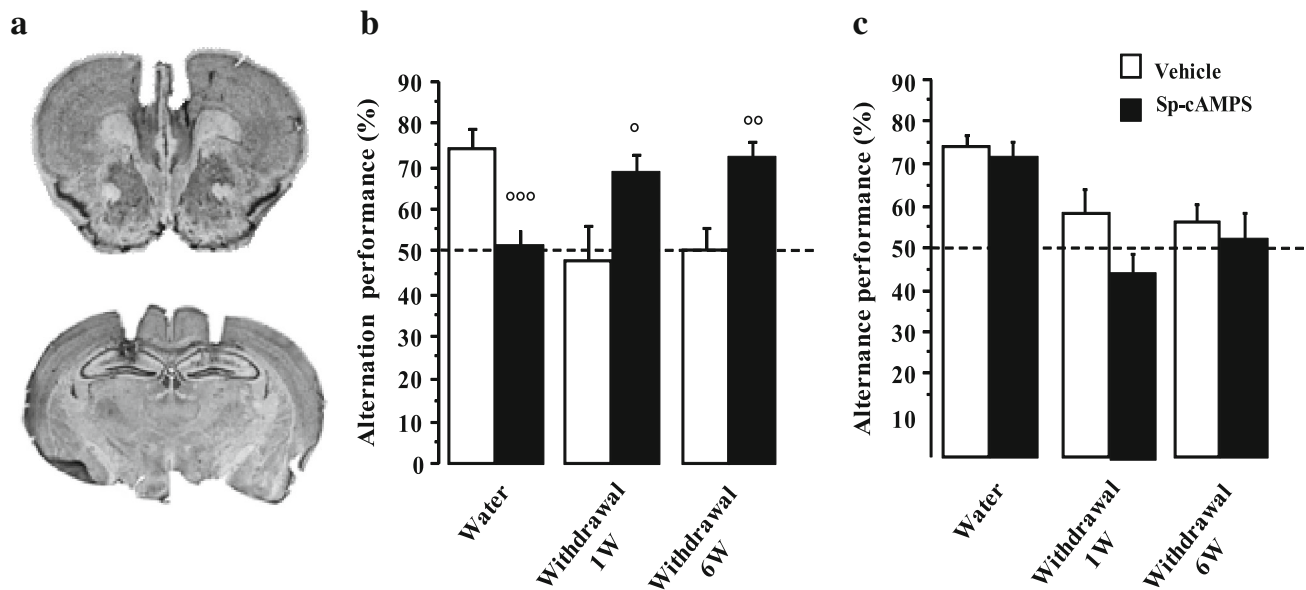 a
b
Alternation performance (%)
90
80
70
60
50
40
30
20
10
0
°
°°
°°°
Water
Withdrawal
1W
Withdrawal
6W
c
Vehicle
Sp-cAMPS
Alternance performance (%)
90
80
70
60
50
40
30
20
10
Water
Withdrawal
1W
Withdrawal
6W